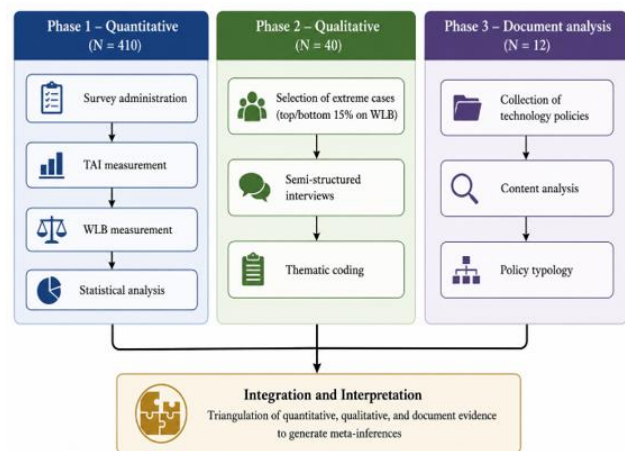 Phase 1 – Quantitative
(N = 410)
Survey administration
TAI measurement
WLB measurement
Statistical analysis
Phase 2 – Qualitative
(N = 40)
Selection of extreme cases
(top/bottom 15% on WLB)
Semi-structured
interviews
Thematic coding
Phase 3 – Document analysis
(N = 12)
Collection of
technology policies
Content analysis
Policy typology
Integration and Interpretation
Triangulation of quantitative, qualitative, and document evidence
to generate meta-inferences